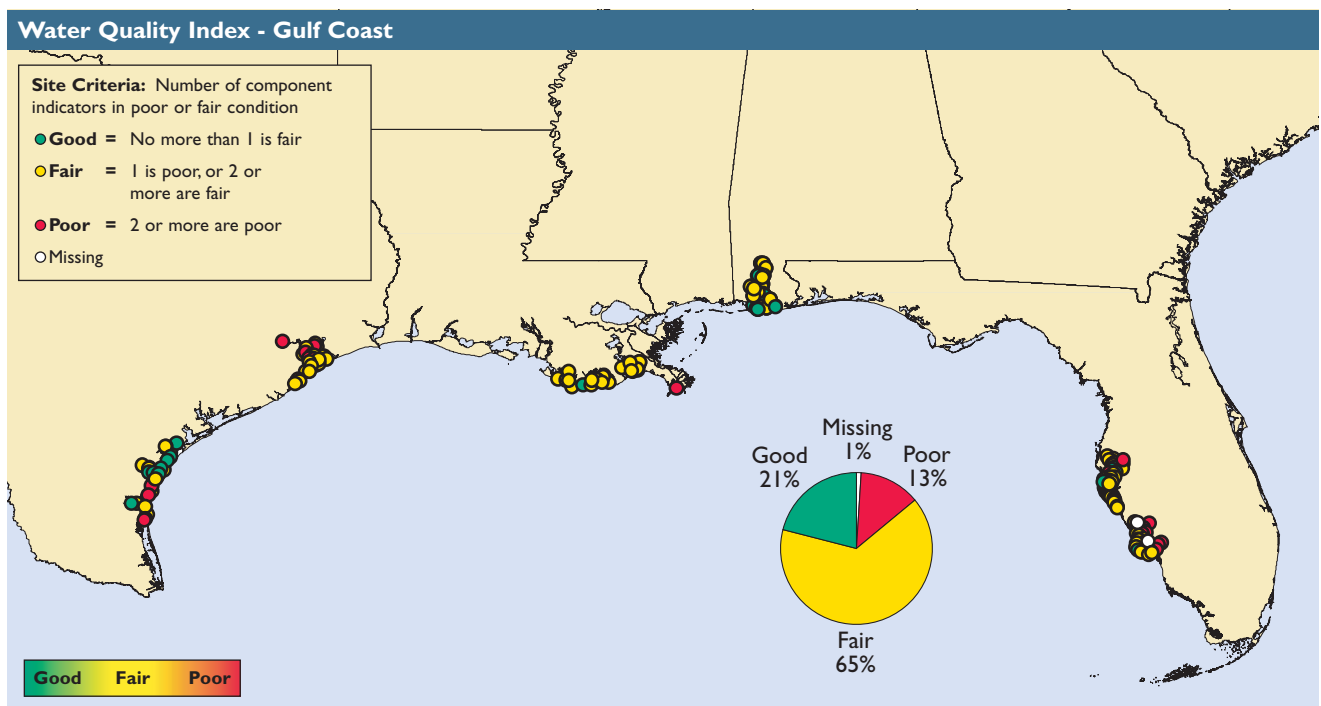 Water Quality Index - Gulf Coast
Site Criteria: Number of component
indicators in poor or fair condition
Good = No more than 1 is fair
Fair = 1 is poor, or 2 or
more are fair
Poor = 2 or more are poor
Missing
Missing
1%
Good
21%
Poor
13%
Fair
65%
Good Fair Poor